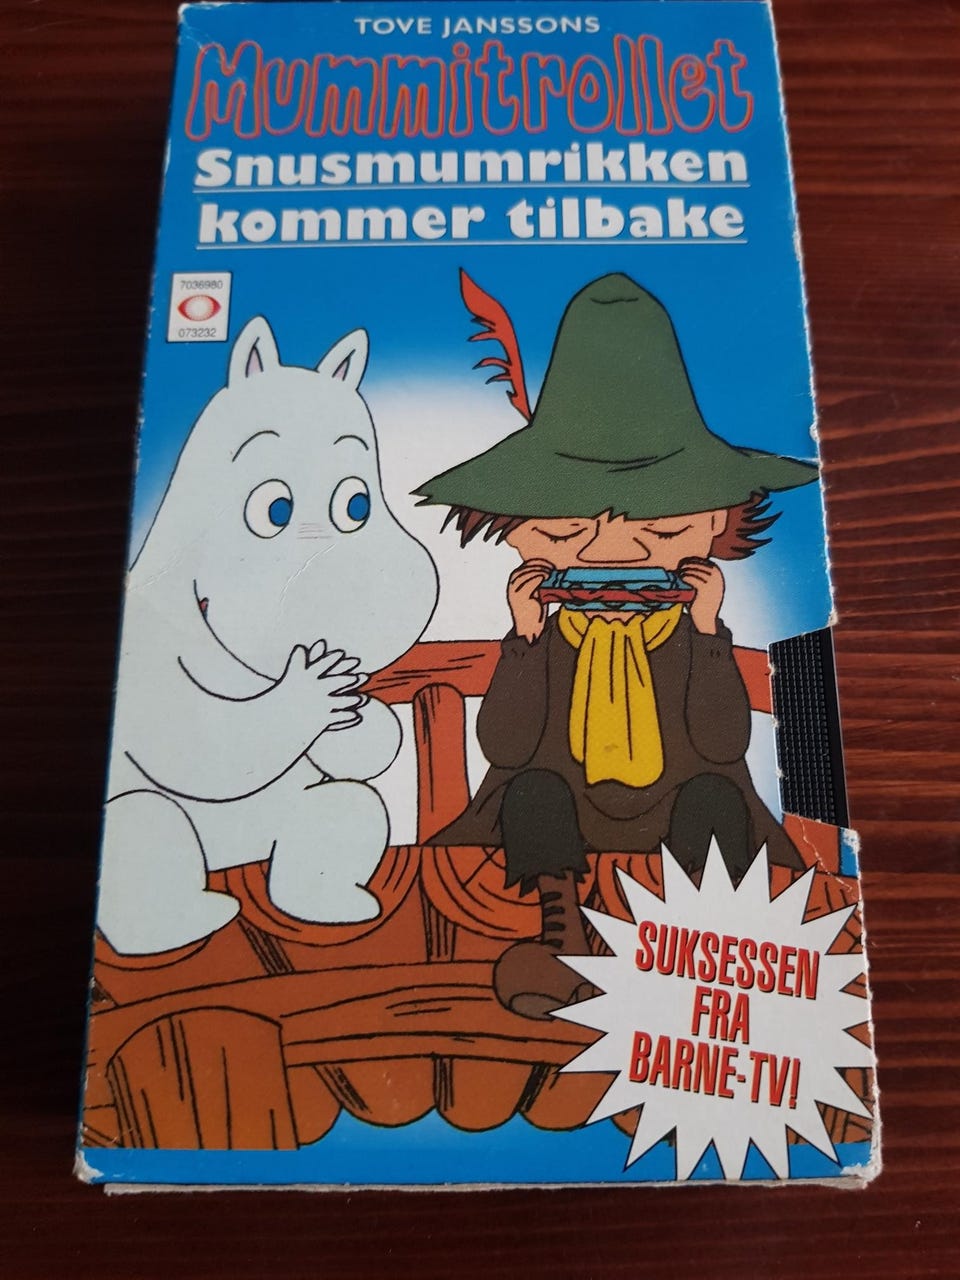 TOVE JANSSONS
Mummitrollet
Snusmumrikken
kommer tilbake
7036980
073232
SUKSESSEN
FRA
BARNE-TV!